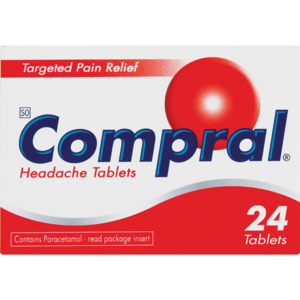 Targeted Pain Relief
S0
Compral®
Headache Tablets
24
Tablets
Contains Paracetamol - read package insert